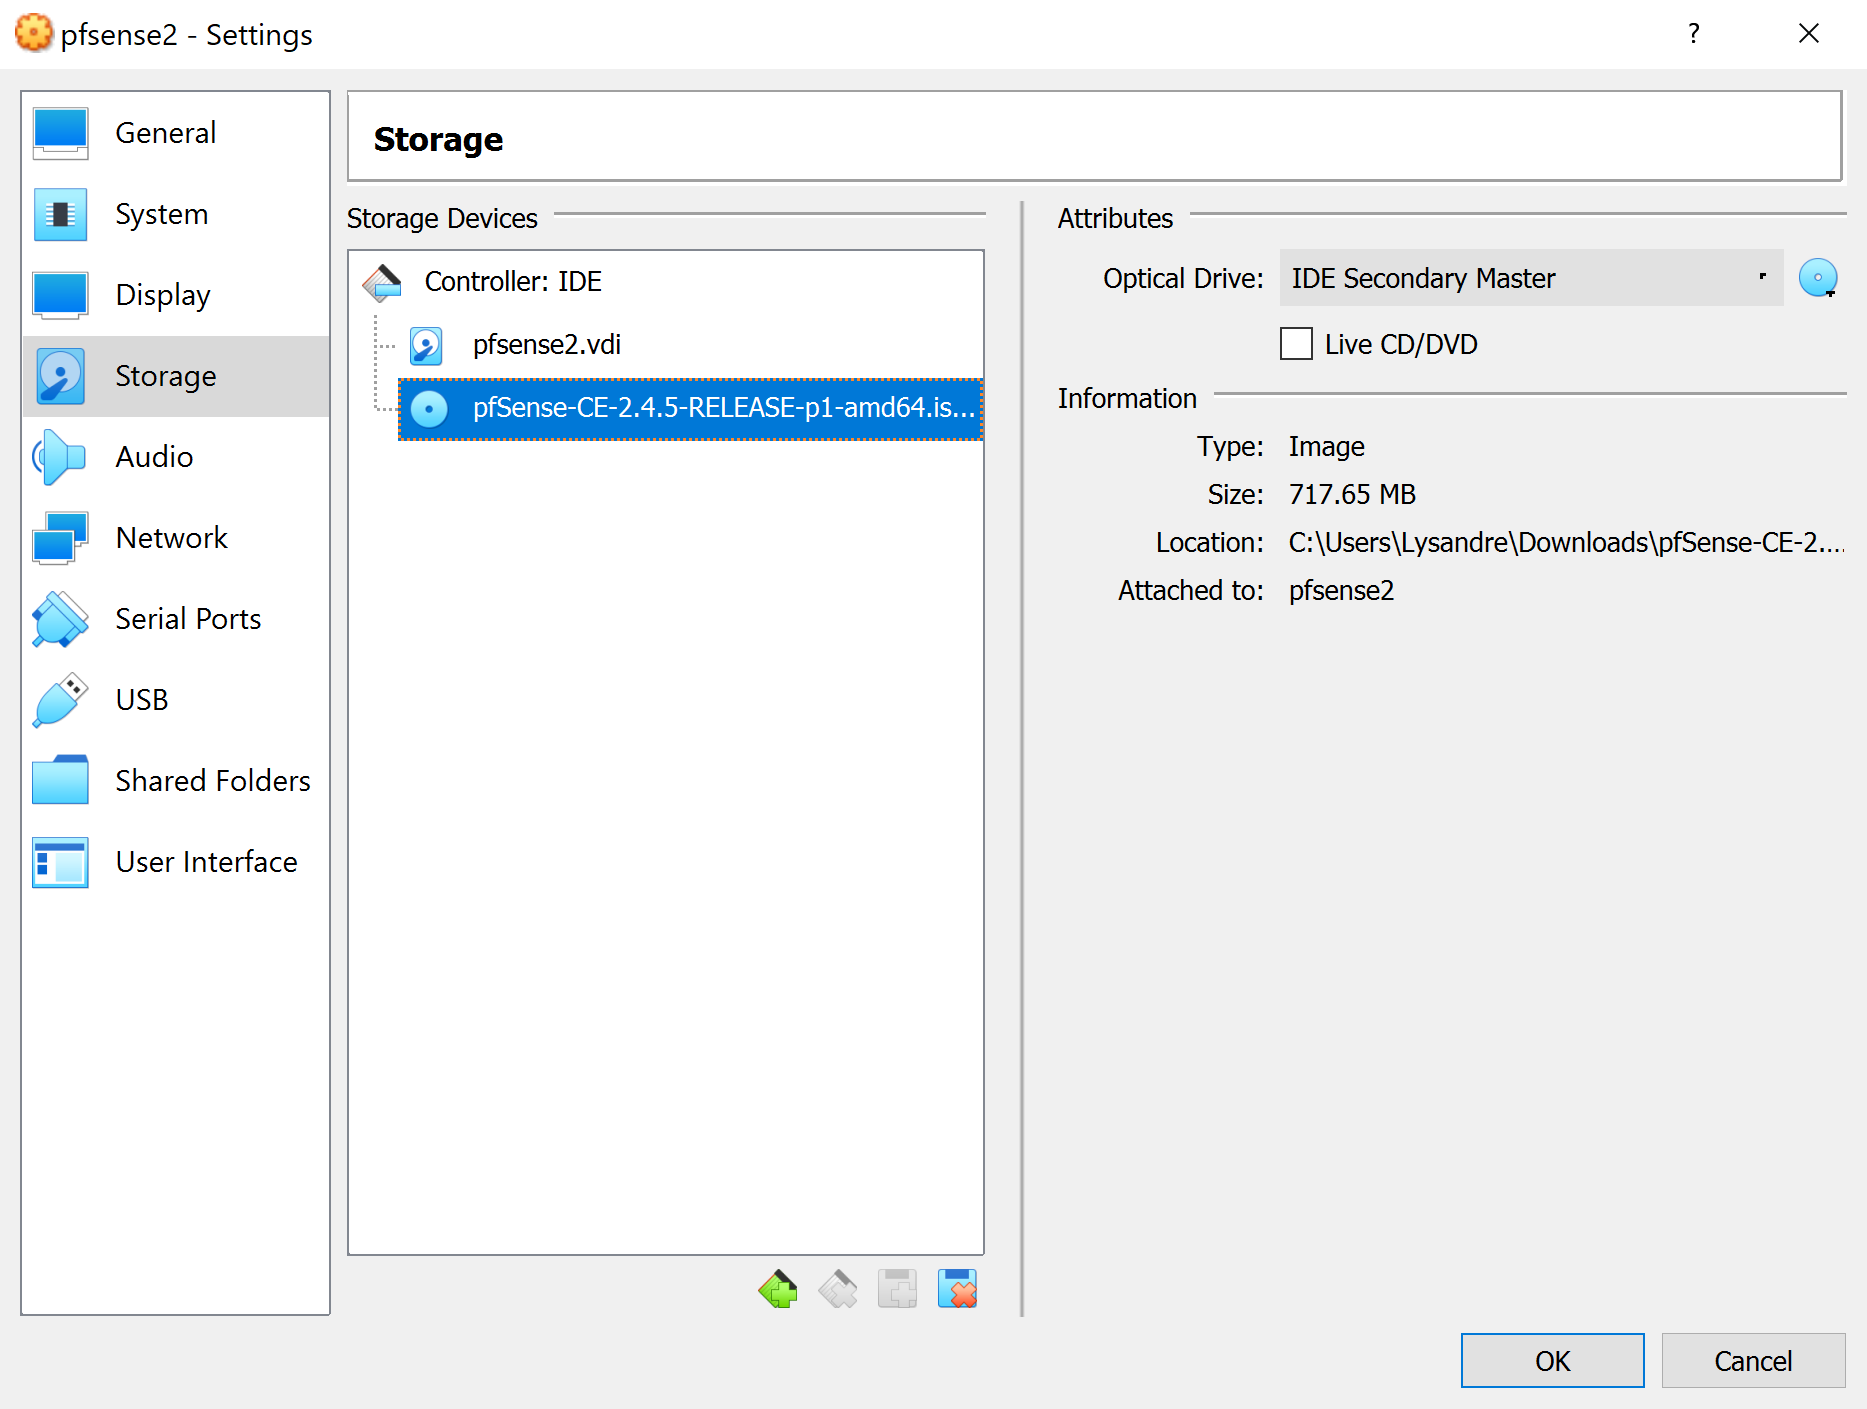 pfsense2 - Settings
?
General
System
Display
Storage
Audio
Network
Serial Ports
USB
Shared Folders
User Interface
Storage
Storage Devices
Controller: IDE
pfsense2.vdi
pfSense-CE-2.4.5-RELEASE-p1-amd64.is...
Attributes
Optical Drive: IDE Secondary Master
Live CD/DVD
Information
Type: Image
Size: 717.65 MB
Location: C:\Users\Lysandre\Downloads\pfSense-CE-2....
Attached to: pfsense2
OK Cancel